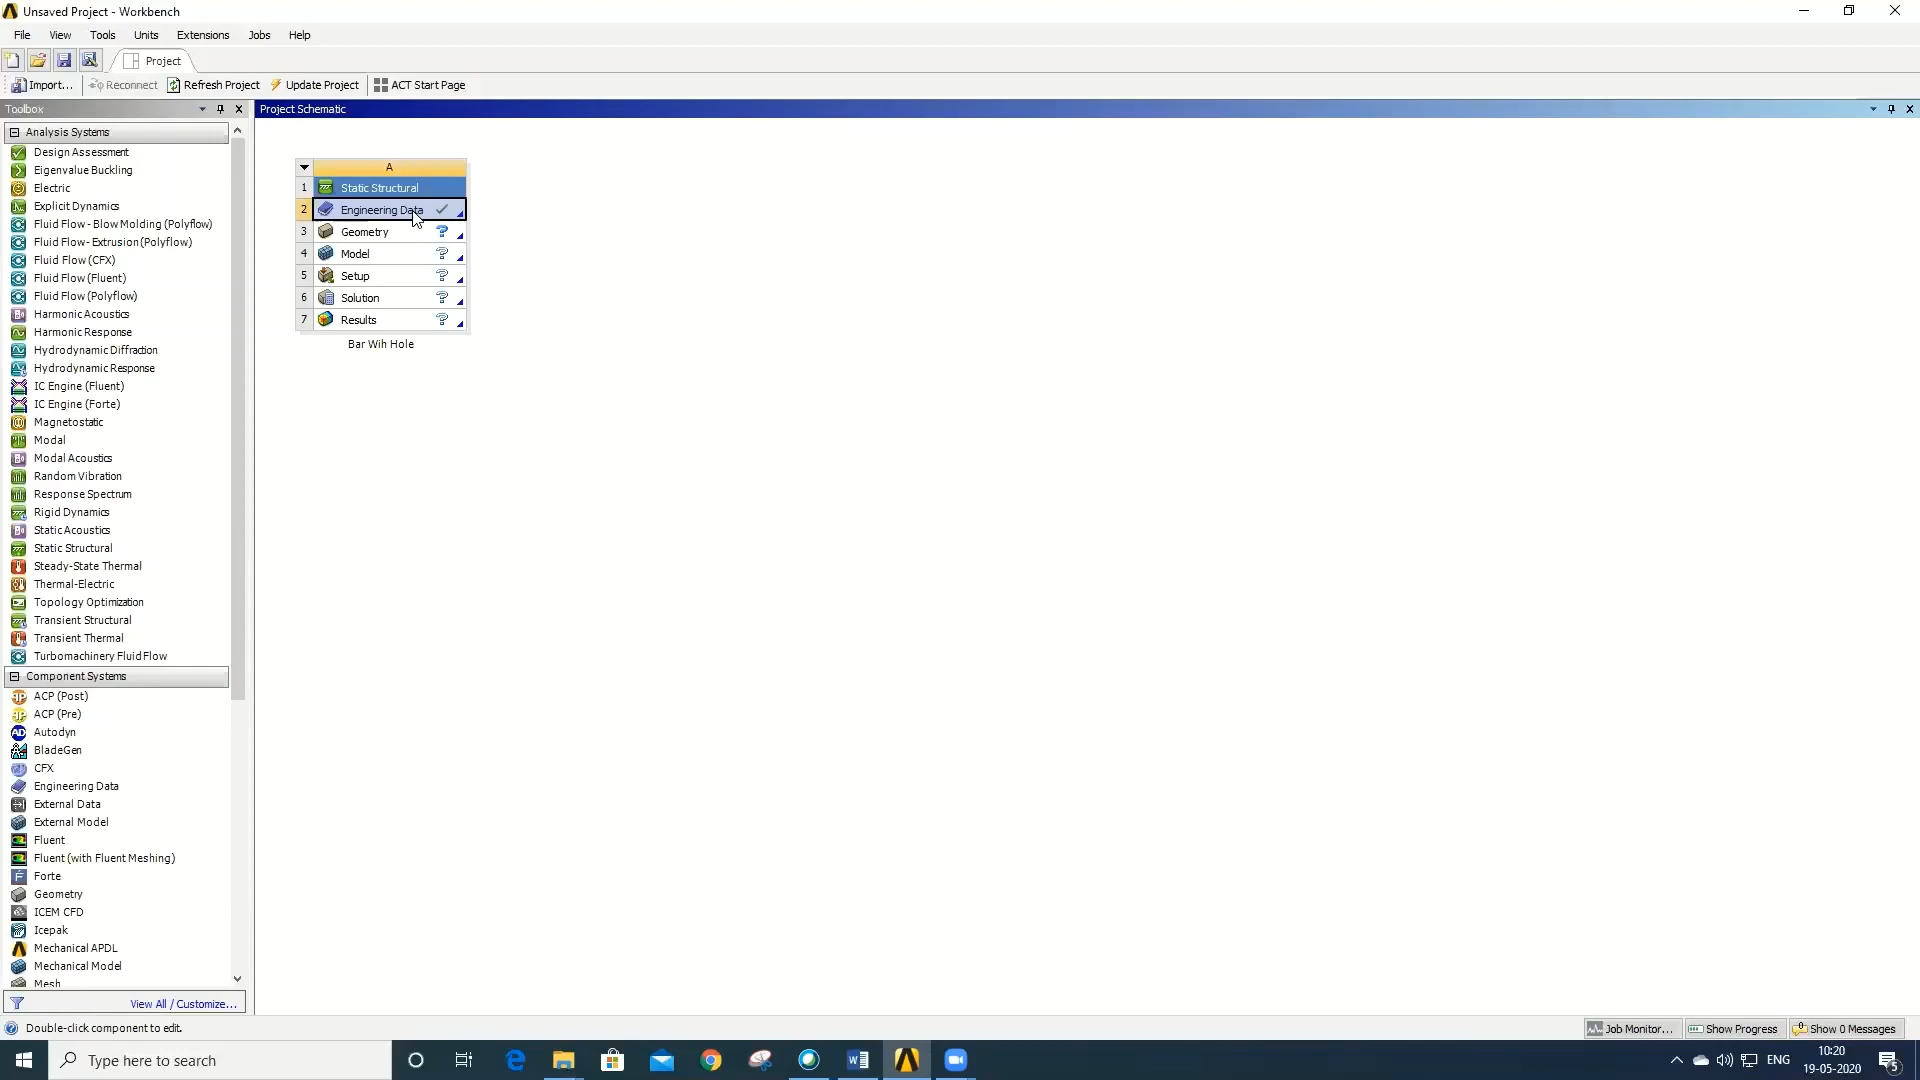 Unsaved Project - Workbench
File View Tools Units Extensions Jobs Help
Project
Import... Reconnect Refresh Project Update Project ACT Start Page
Toolbox
Project Schematic
Analysis Systems
Design Assessment
Eigenvalue Buckling
Electric
Explicit Dynamics
Fluid Flow - Blow Molding (Polyflow)
Fluid Flow- Extrusion (Polyflow)
Fluid Flow (CFX)
Fluid Flow (Fluent)
Fluid Flow (Polyflow)
Harmonic Acoustics
Harmonic Response
Hydrodynamic Diffraction
Hydrodynamic Response
IC Engine (Fluent)
IC Engine (Forte)
Magnetostatic
Modal
Modal Acoustics
Random Vibration
Response Spectrum
Rigid Dynamics
Static Acoustics
Static Structural
Steady-State Thermal
Thermal-Electric
Topology Optimization
Transient Structural
Transient Thermal
Turbomachinery Fluid Flow
Component Systems
ACP (Post)
ACP (Pre)
Autodyn
BladeGen
CFX
Engineering Data
External Data
External Model
Fluent
Fluent (with Fluent Meshing)
Forte
Geometry
ICEM CFD
Icepak
Mechanical APDL
Mechanical Model
Mesh
View All / Customize...
A
1 Static Structural
2 Engineering Data
3 Geometry ?
4 Model ?
5 Setup ?
6 Solution ?
7 Results ?
Bar Wih Hole
Double-click component to edit.
Job Monitor... Show Progress Show 0 Messages
Type here to search
ENG
10:20
19-05-2020
5